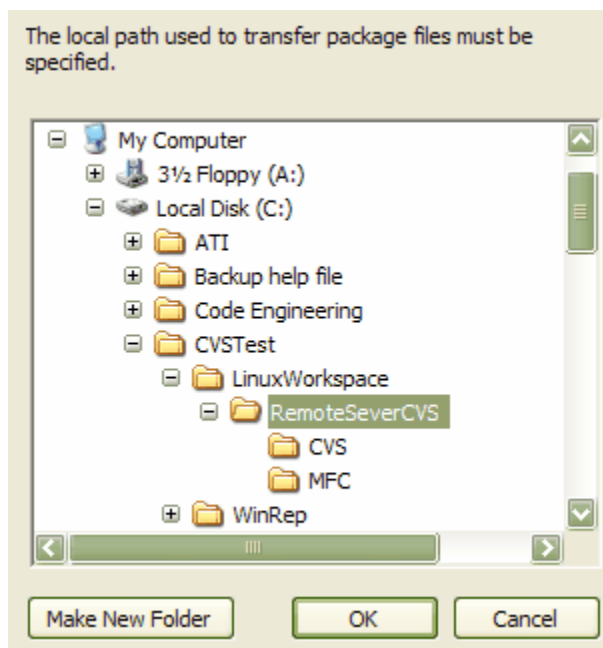 The local path used to transfer package files must be
specified.
My Computer
3½ Floppy (A:)
Local Disk (C:)
ATI
Backup help file
Code Engineering
CVSTest
LinuxWorkspace
RemoteSeverCVS
CVS
MFC
WinRep
Make New Folder OK Cancel